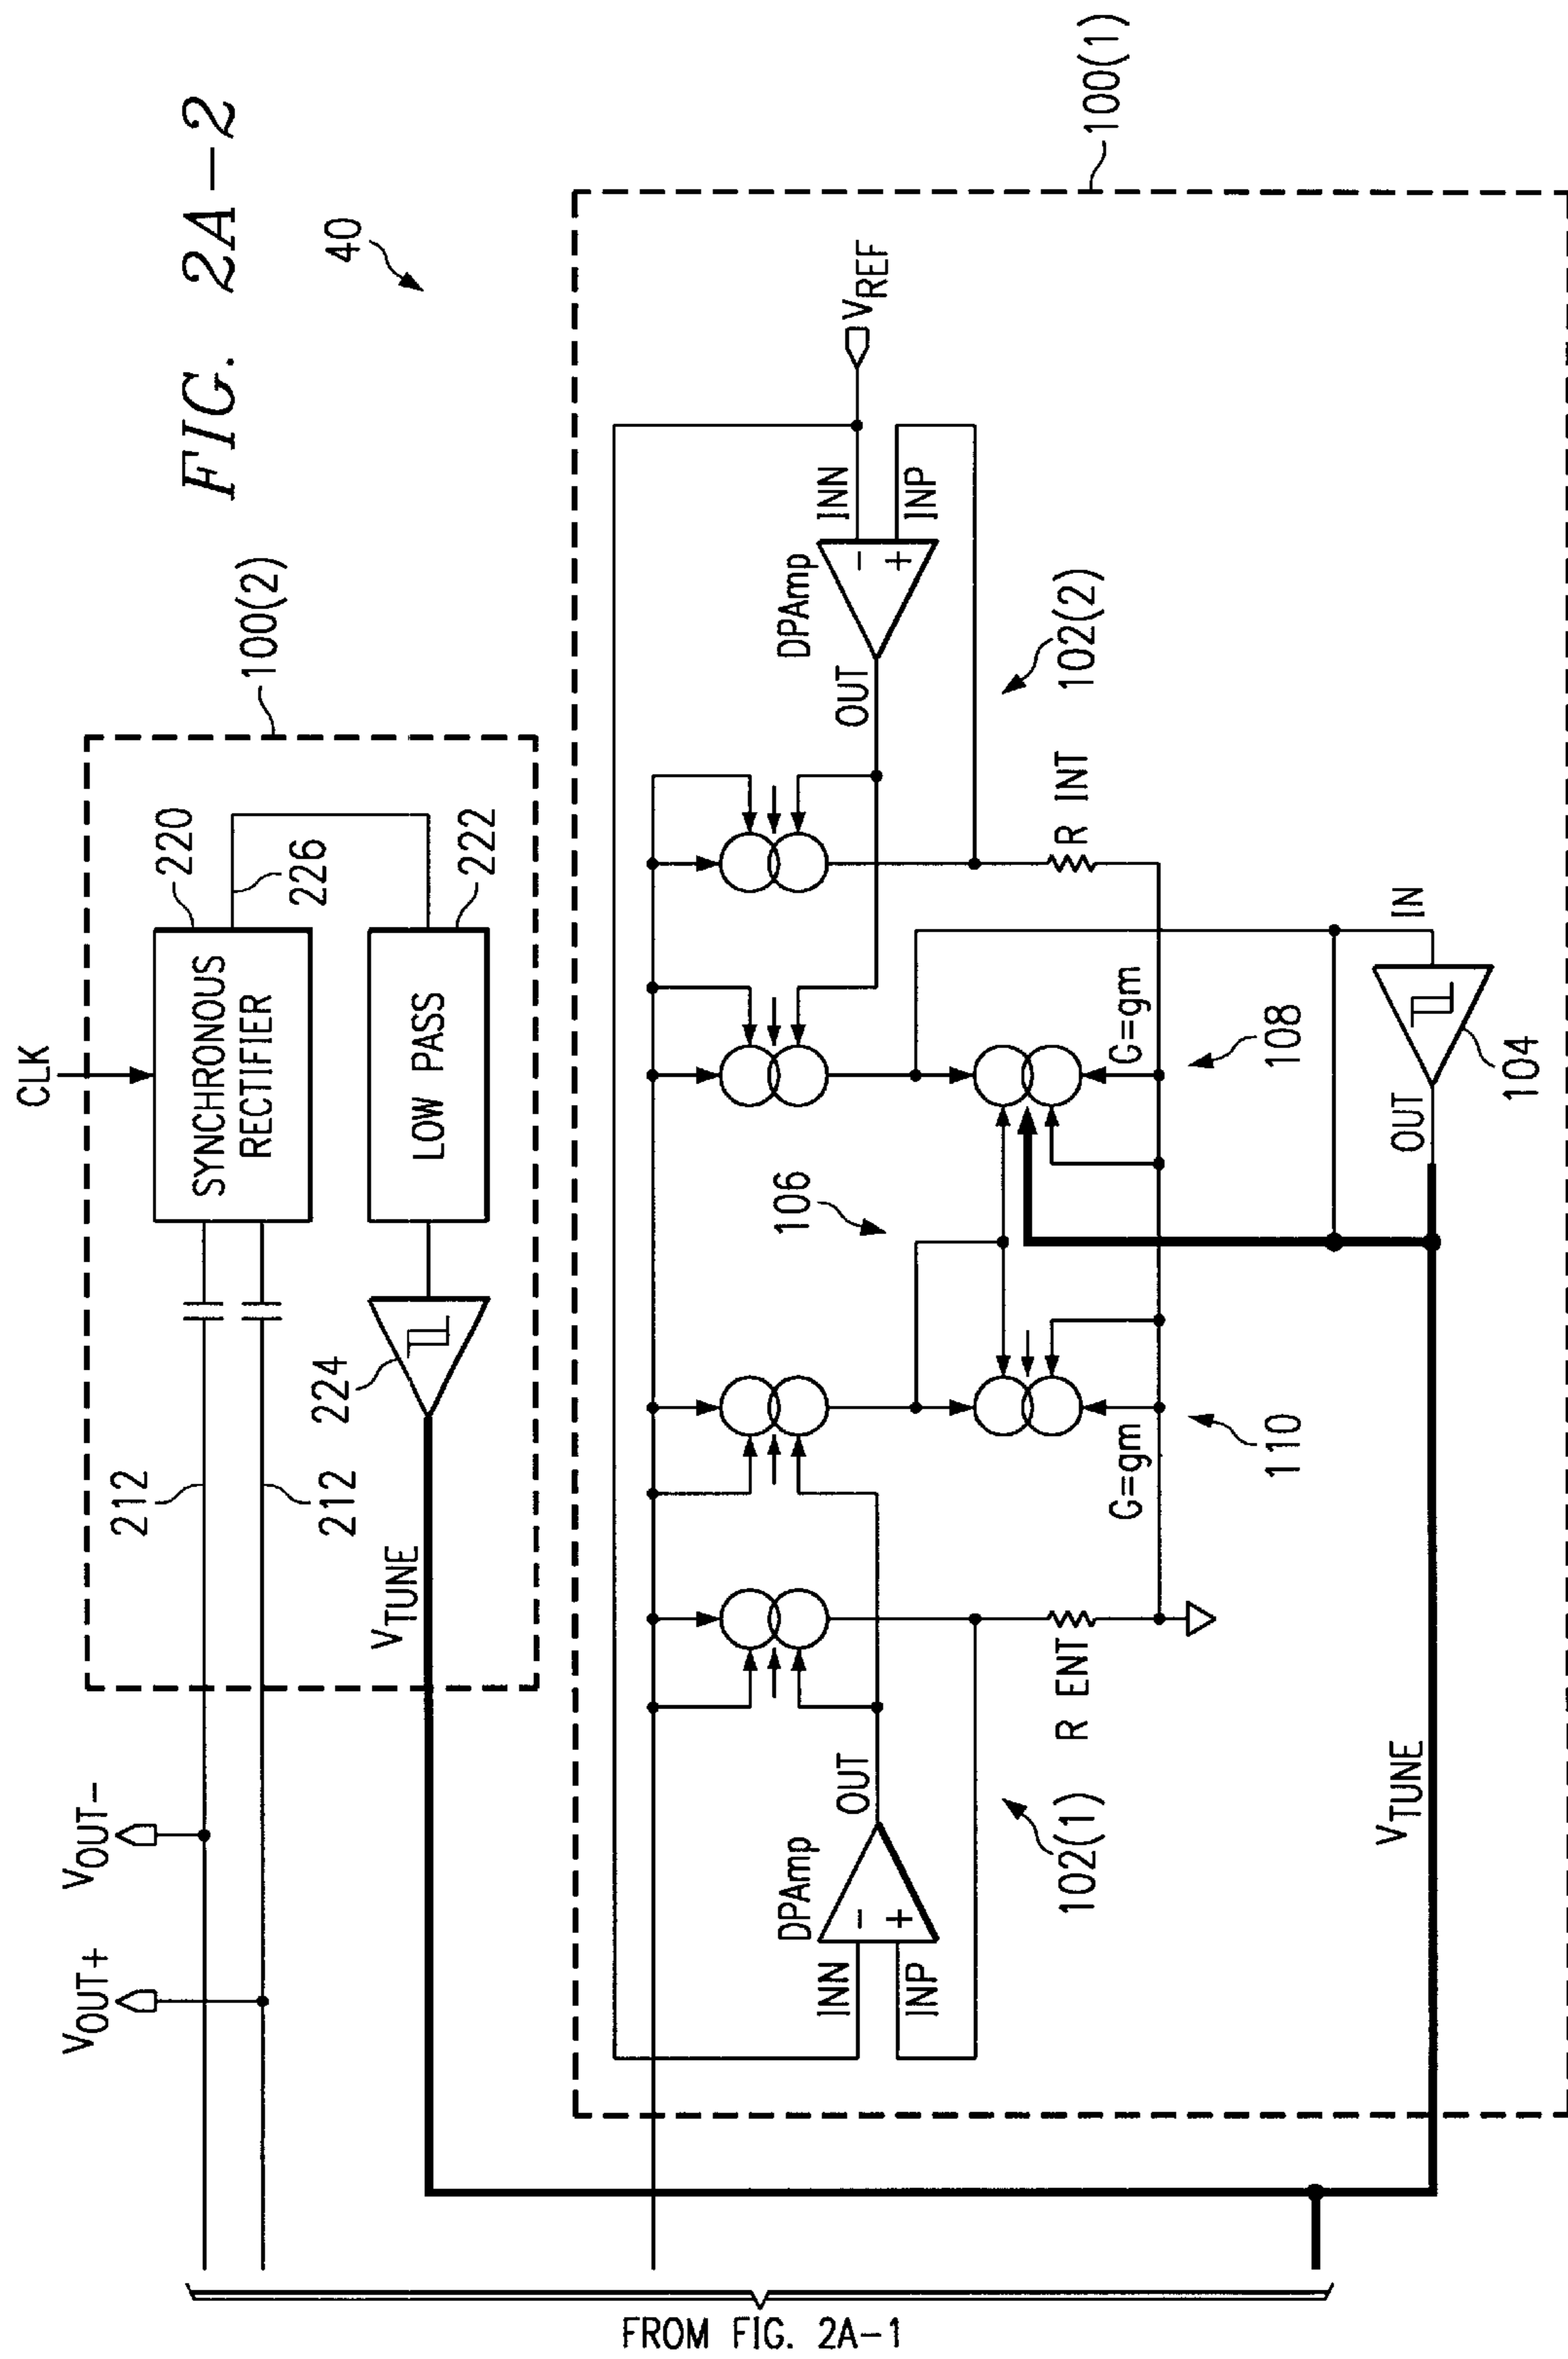 FIG. 2A-2
40
CLK
220
100(2)
SYNCHRONOUS
RECTIFIER
226
LOW PASS
222
224
212
212
VTUNE
VOUT-
VOUT+
FROM FIG. 2A-1
100(1)
VREF
INN
INP
DPAmp
-
+
OUT
102(2)
R INT
106
G=gm
108
G=gm
110
IN
OUT
104
R ENT
OUT
DPAmp
-
+
INN
INP
102(1)
VTUNE